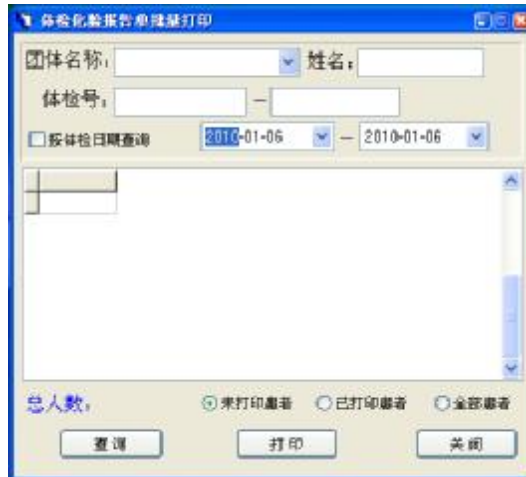 体检化验报告单批量打印
团体名称: 姓名:
体检号: —
按体检日期查询 2010-01-06 — 2010-01-06
总人数: 未打印患者 已打印患者 全部患者
查询 打印 关闭